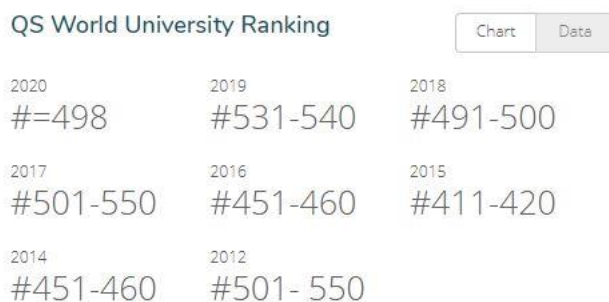 QS World University Ranking
Chart Data
2020 2019 2018
#=498 #531-540 #491-500
2017 2016 2015
#501-550 #451-460 #411-420
2014 2012
#451-460 #501- 550